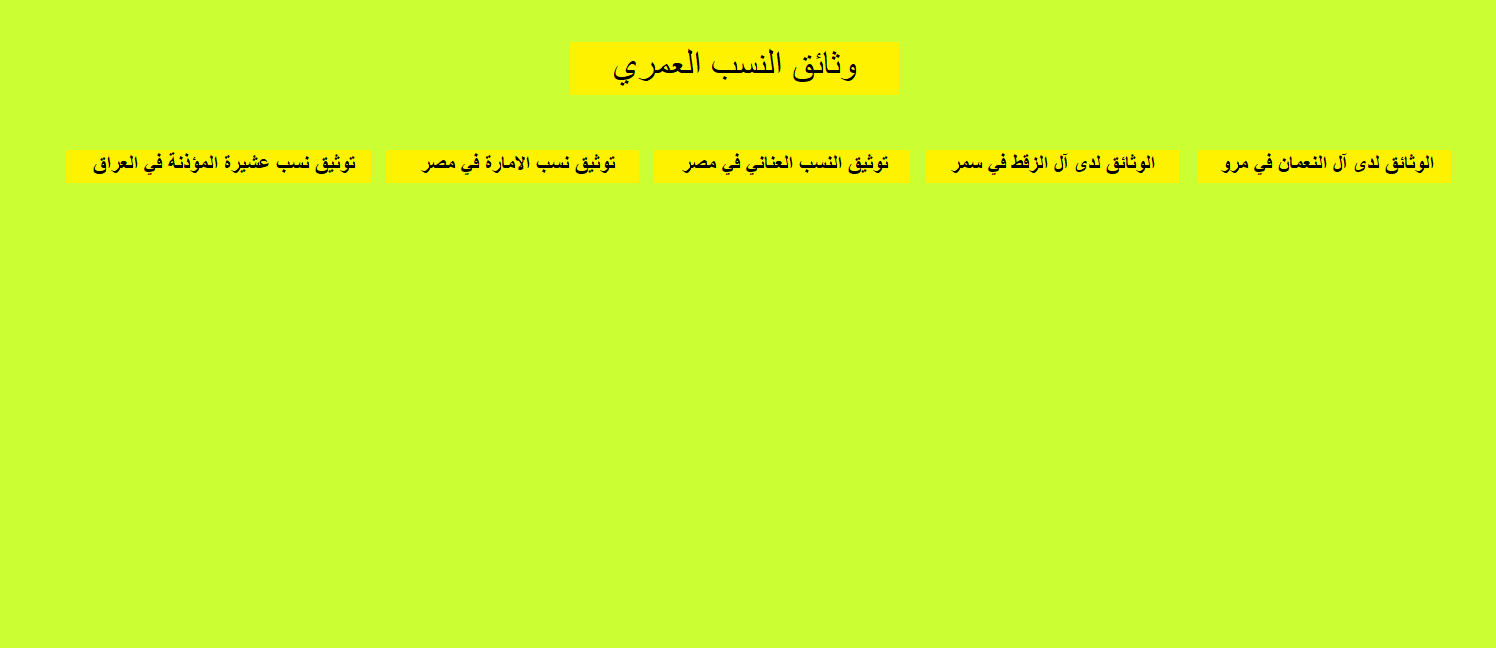 وثائق النسب العمري
الوثائق لدى آل النعمان في مرو
الوثائق لدى آل الزقط في سمر
توثيق النسب العناني في مصر
توثيق نسب الامارة في مصر
توثيق نسب عشيرة المؤذنة في العراق